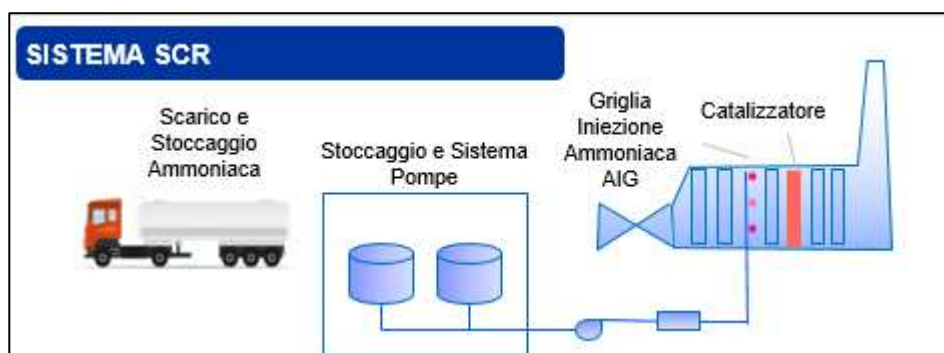 SISTEMA SCR
Scarico e
Stoccaggio
Ammoniaca
Stoccaggio e Sistema
Pompe
Griglia
Iniezione
Ammoniaca
AIG
Catalizzatore